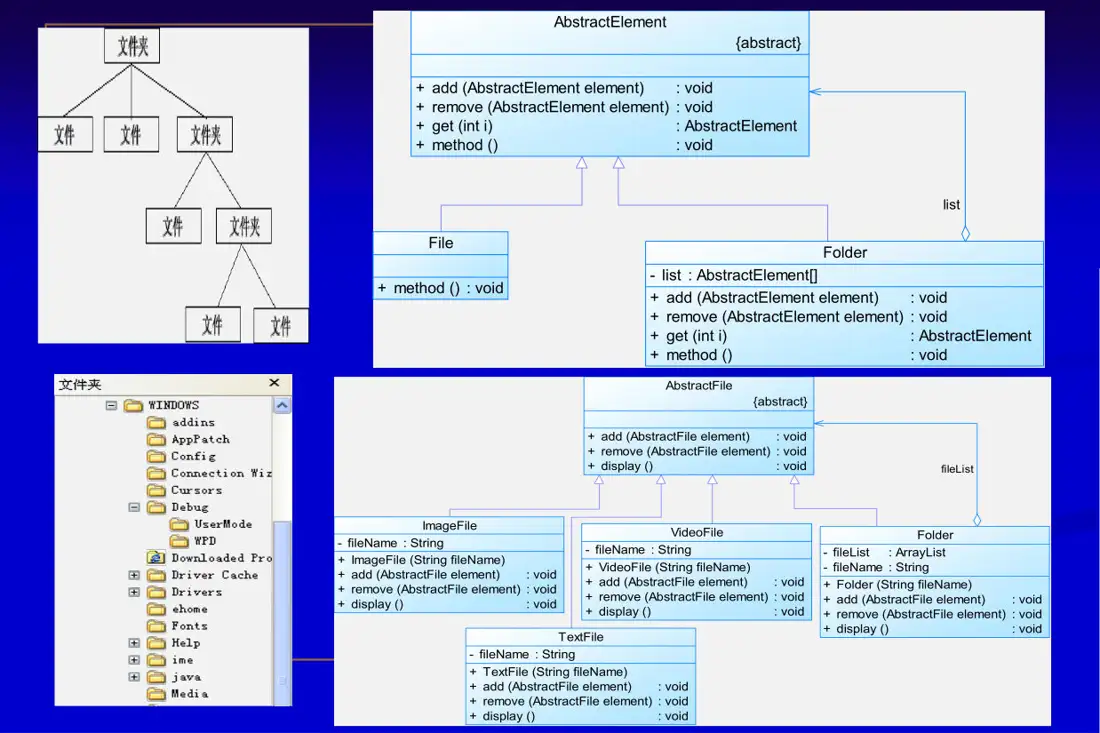 文件夹
文件
文件
文件夹
文件
文件夹
文件
文件
AbstractElement
{abstract}
+ add (AbstractElement element) : void
+ remove (AbstractElement element) : void
+ get (int i) : AbstractElement
+ method () : void
list
File
+ method () : void
Folder
- list : AbstractElement[]
+ add (AbstractElement element) : void
+ remove (AbstractElement element) : void
+ get (int i) : AbstractElement
+ method () : void
文件夹
WINDOWS
addins
AppPatch
Config
Connection Wiz
Cursors
Debug
UserMode
WPD
Downloaded Pro
Driver Cache
Drivers
ehome
Fonts
Help
ime
java
Media
AbstractFile
{abstract}
+ add (AbstractFile element) : void
+ remove (AbstractFile element) : void
+ display () : void
fileList
ImageFile
- fileName : String
+ ImageFile (String fileName)
+ add (AbstractFile element) : void
+ remove (AbstractFile element) : void
+ display () : void
VideoFile
- fileName : String
+ VideoFile (String fileName)
+ add (AbstractFile element) : void
+ remove (AbstractFile element) : void
+ display () : void
Folder
- fileList : ArrayList
- fileName : String
+ Folder (String fileName)
+ add (AbstractFile element) : void
+ remove (AbstractFile element) : void
+ display () : void
TextFile
- fileName : String
+ TextFile (String fileName)
+ add (AbstractFile element) : void
+ remove (AbstractFile element) : void
+ display () : void